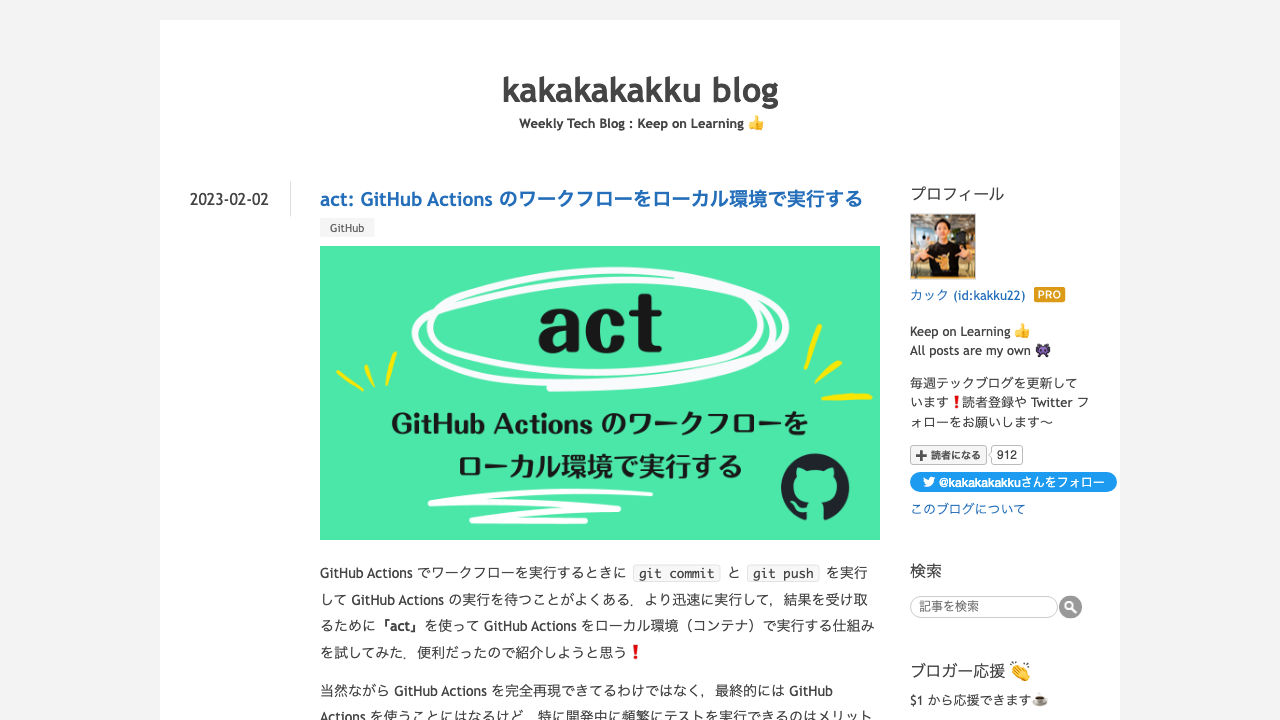 kakakakakku blog
Weekly Tech Blog : Keep on Learning 👍
2023-02-02
act: GitHub Actions のワークフローをローカル環境で実行する
GitHub
act
GitHub Actions のワークフローを
ローカル環境で実行する
GitHub Actions でワークフローを実行するときに git commit と git push を実行
して GitHub Actions の実行を待つことがよくある．より迅速に実行して，結果を受け取
るために「act」を使って GitHub Actions をローカル環境（コンテナ）で実行する仕組み
を試してみた．便利だったので紹介しようと思う❗
当然ながら GitHub Actions を完全再現できてるわけではなく，最終的には GitHub
Actions を使うことにはなるけど，特に開発中に頻繁にテストを実行できるのはメリット
プロフィール
カック (id:kakku22) PRO
Keep on Learning 👍
All posts are my own 👾
毎週テックブログを更新して
います❗読者登録や Twitter フ
ォローをお願いします〜
読者になる 912
@kakakakakkuさんをフォロー
このブログについて
検索
記事を検索
ブロガー応援 👏
$1 から応援できます☕